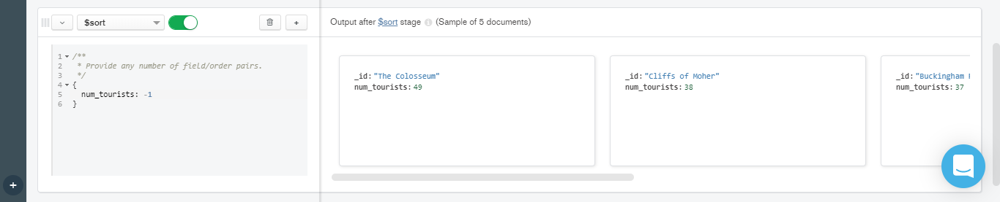 $sort
+
Output after $sort stage (Sample of 5 documents)
1 /**
2 * Provide any number of field/order pairs.
3 */
4 {
5 num_tourists: -1
6 }
_id: "The Colosseum"
num_tourists: 49
_id: "Cliffs of Moher"
num_tourists: 38
_id: "Buckingham
num_tourists: 37
+